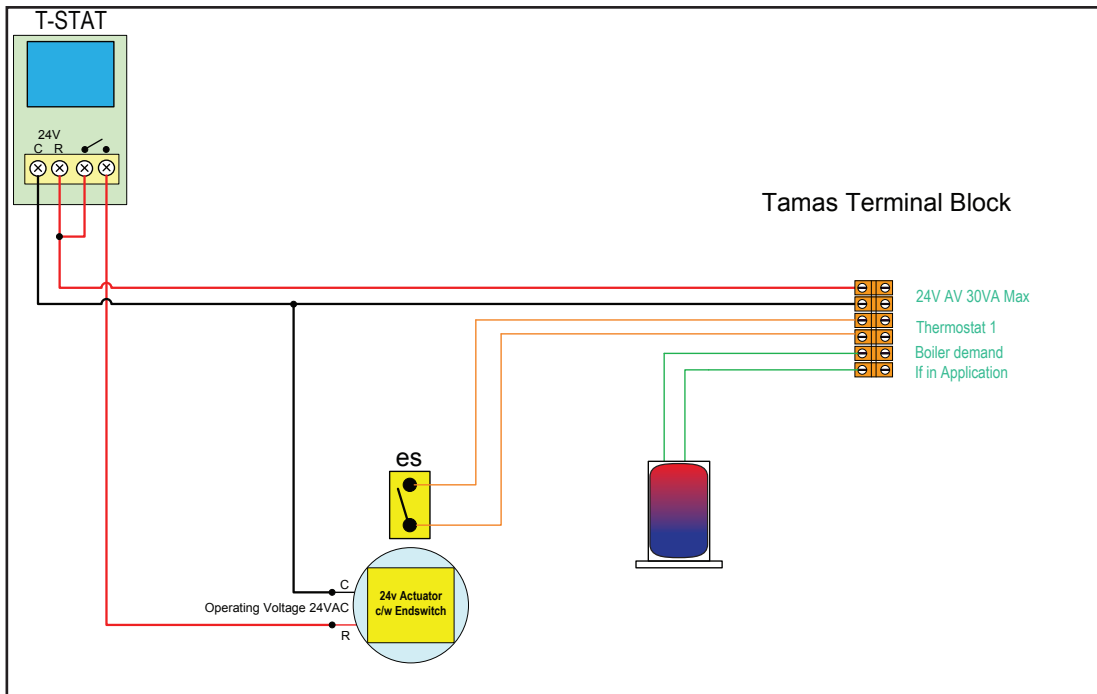 T-STAT
24V
C R
Tamas Terminal Block
24V AV 30VA Max
Thermostat 1
Boiler demand
If in Application
es
C
24v Actuator
c/w Endswitch
Operating Voltage 24VAC
R